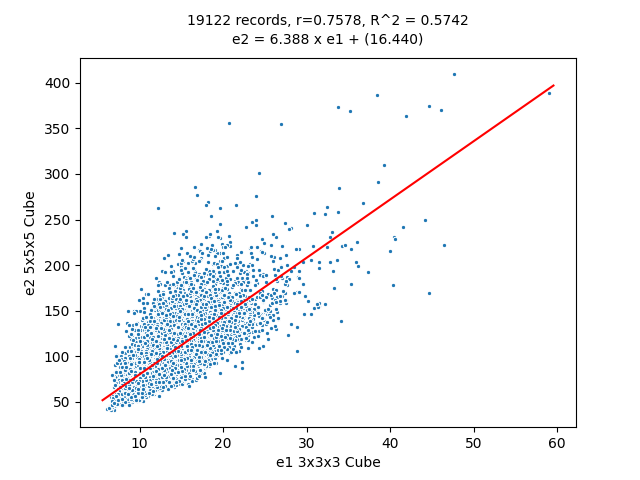 19122 records, r=0.7578, R^2 = 0.5742
e2 = 6.388 x e1 + (16.440)
400
350
300
250
200
150
100
50
e2 5x5x5 Cube
10 20 30 40 50 60
e1 3x3x3 Cube